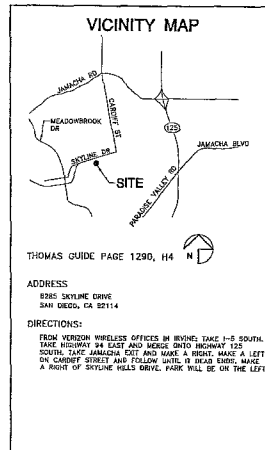 VICINITY MAP
JAMACHA RD
CARDIFF ST
MEADOWBROOK DR
125
JAMACHA BLVD
SKYLINE DR
SITE
PARADISE VALLEY RD
THOMAS GUIDE PAGE 1290, H4
N
ADDRESS
8285 SKYLINE DRIVE
SAN DIEGO, CA 92114
DIRECTIONS:
FROM VERIZON WIRELESS OFFICES IN IRVINE: TAKE I-5 SOUTH.
TAKE HIGHWAY 94 EAST AND MERGE ONTO HIGHWAY 125
SOUTH. TAKE JAMACHA EXIT AND MAKE A RIGHT. MAKE A LEFT
ON CARDIFF STREET AND FOLLOW UNTIL IT DEAD ENDS. MAKE
A RIGHT OF SKYLINE HILLS DRIVE. PARK WILL BE ON THE LEFT